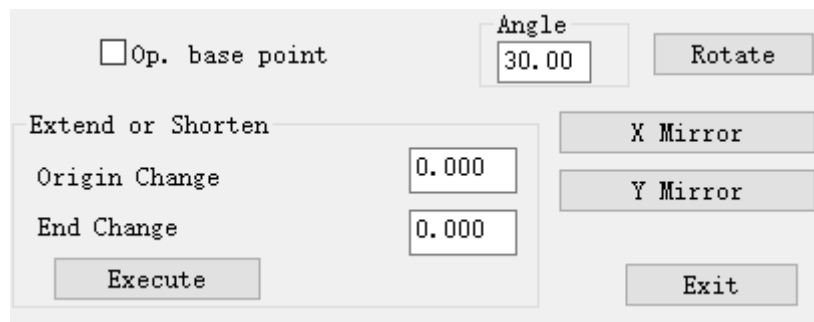 Angle
Op. base point
30.00
Rotate
Extend or Shorten
X Mirror
Origin Change
0.000
Y Mirror
End Change
0.000
Execute
Exit